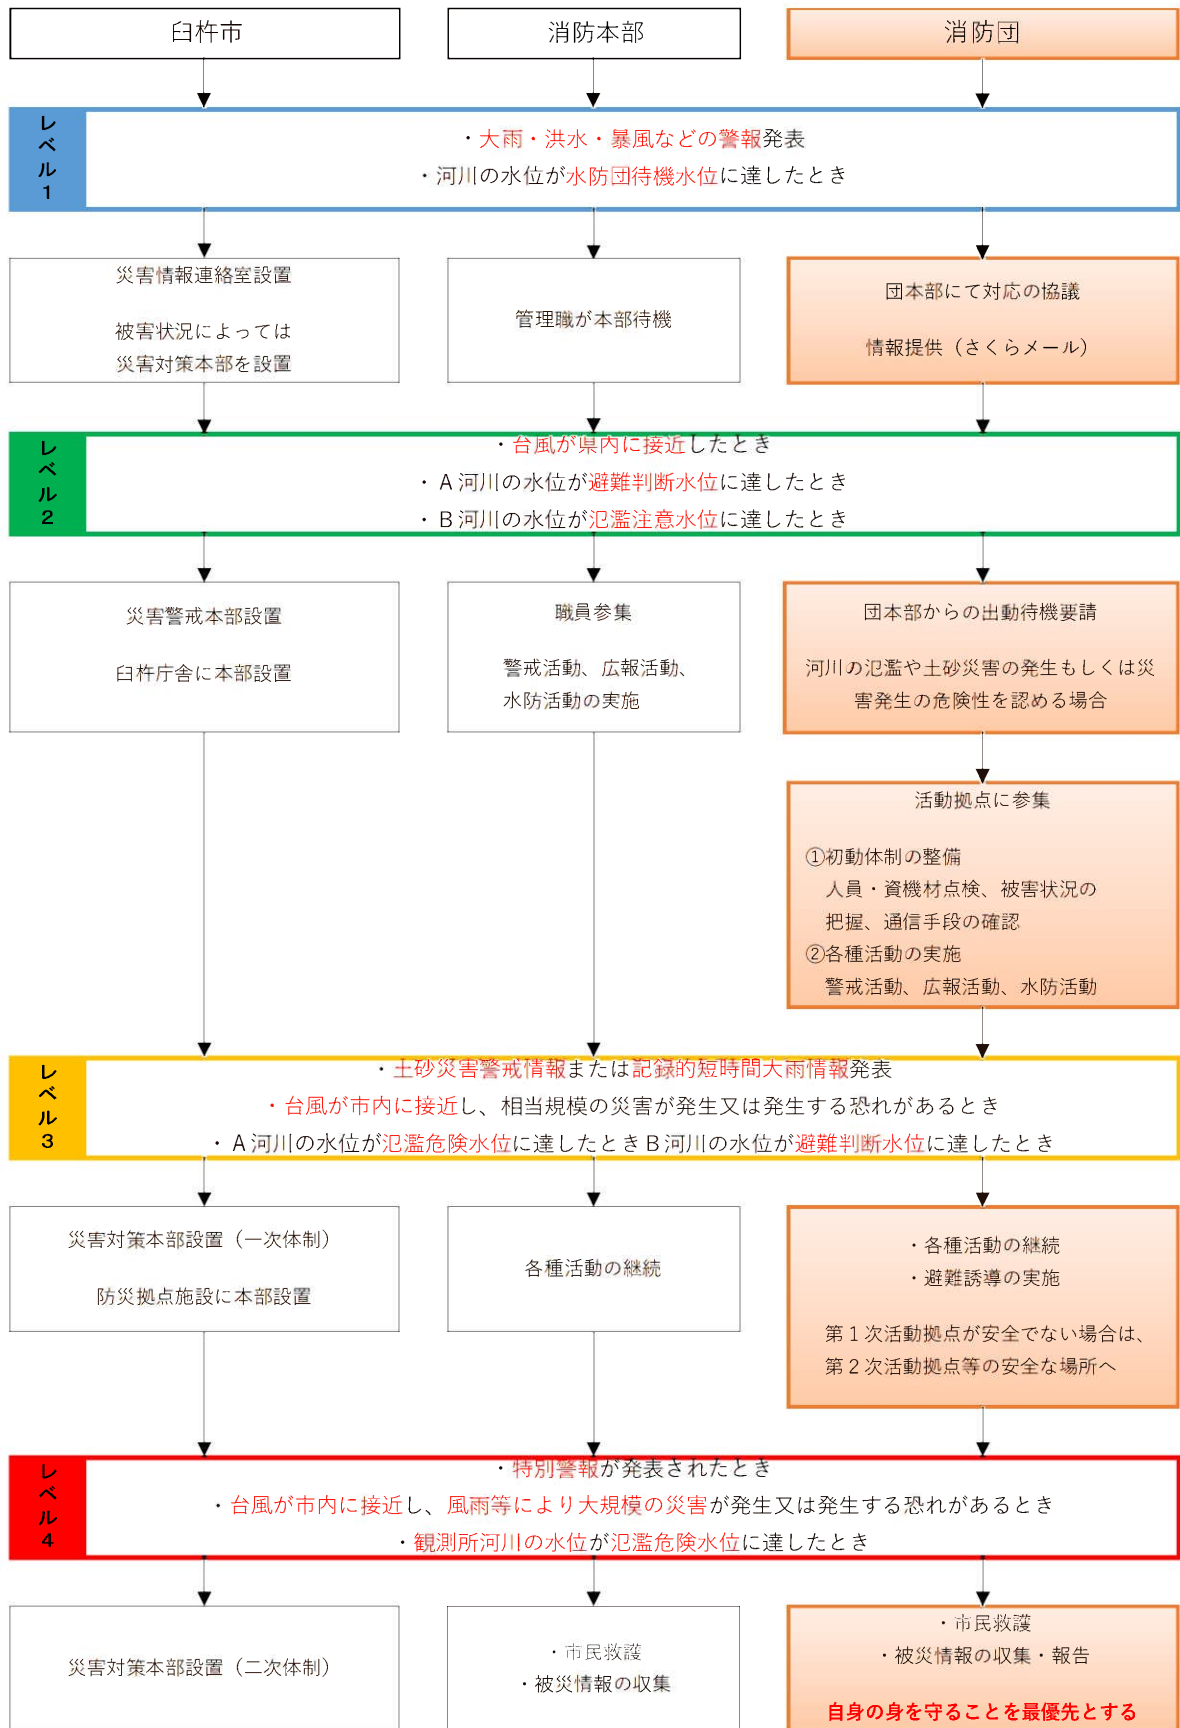 臼杵市
消防本部
消防団
レベル1
・大雨・洪水・暴風などの警報発表
・河川の水位が水防団待機水位に達したとき
災害情報連絡室設置
被害状況によっては
災害対策本部を設置
管理職が本部待機
団本部にて対応の協議
情報提供（さくらメール）
レベル2
・台風が県内に接近したとき
・Ａ河川の水位が避難判断水位に達したとき
・Ｂ河川の水位が氾濫注意水位に達したとき
災害警戒本部設置
臼杵庁舎に本部設置
職員参集
警戒活動、広報活動、
水防活動の実施
団本部からの出動待機要請
河川の氾濫や土砂災害の発生もしくは災
害発生の危険性を認める場合
活動拠点に参集
①初動体制の整備
人員・資機材点検、被害状況の
把握、通信手段の確認
②各種活動の実施
警戒活動、広報活動、水防活動
レベル3
・土砂災害警戒情報または記録的短時間大雨情報発表
・台風が市内に接近し、相当規模の災害が発生又は発生する恐れがあるとき
・Ａ河川の水位が氾濫危険水位に達したときＢ河川の水位が避難判断水位に達したとき
災害対策本部設置（一次体制）
防災拠点施設に本部設置
各種活動の継続
・各種活動の継続
・避難誘導の実施
第１次活動拠点が安全でない場合は、
第２次活動拠点等の安全な場所へ
レベル4
・特別警報が発表されたとき
・台風が市内に接近し、風雨等により大規模の災害が発生又は発生する恐れがあるとき
・観測所河川の水位が氾濫危険水位に達したとき
災害対策本部設置（二次体制）
・市民救護
・被災情報の収集
・市民救護
・被災情報の収集・報告
自身の身を守ることを最優先とする